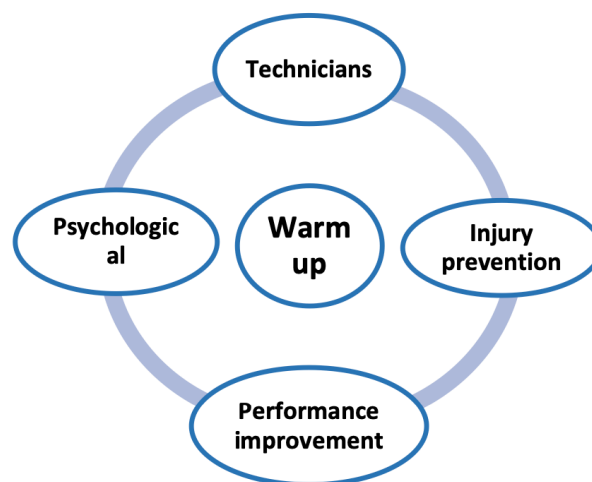 Technicians
Psychologic
al
Warm
up
Injury
prevention
Performance
improvement